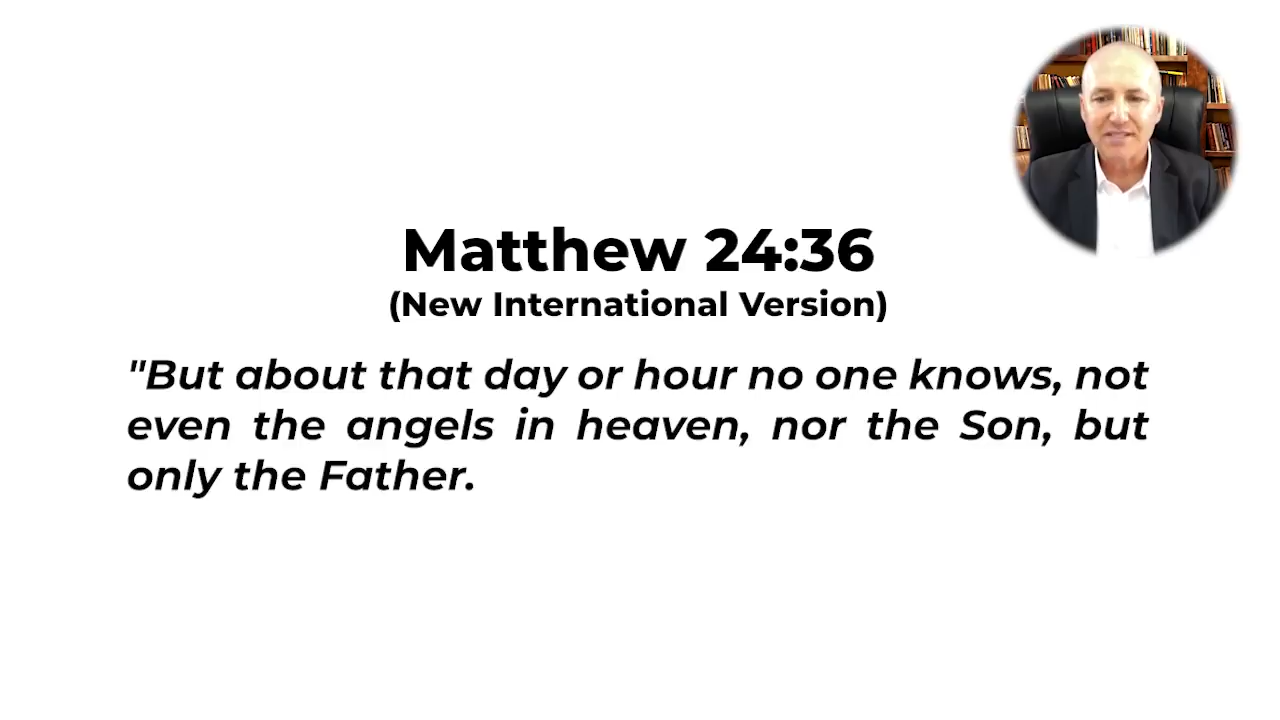 Matthew 24:36
(New International Version)
"But about that day or hour no one knows, not
even the angels in heaven, nor the Son, but
only the Father.